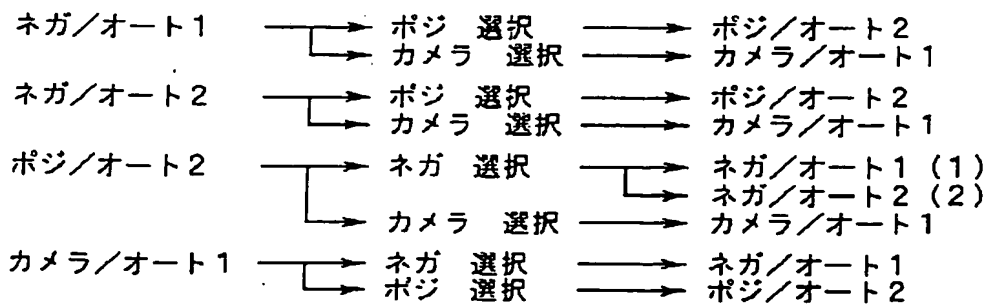 ネガ／オート1 ポジ 選択 ポジ／オート2
カメラ 選択 カメラ／オート1
ネガ／オート2 ポジ 選択 ポジ／オート2
カメラ 選択 カメラ／オート1
ポジ／オート2 ネガ 選択 ネガ／オート1（1）
ネガ／オート2（2）
カメラ 選択 カメラ／オート1
カメラ／オート1 ネガ 選択 ネガ／オート1
ポジ 選択 ポジ／オート2